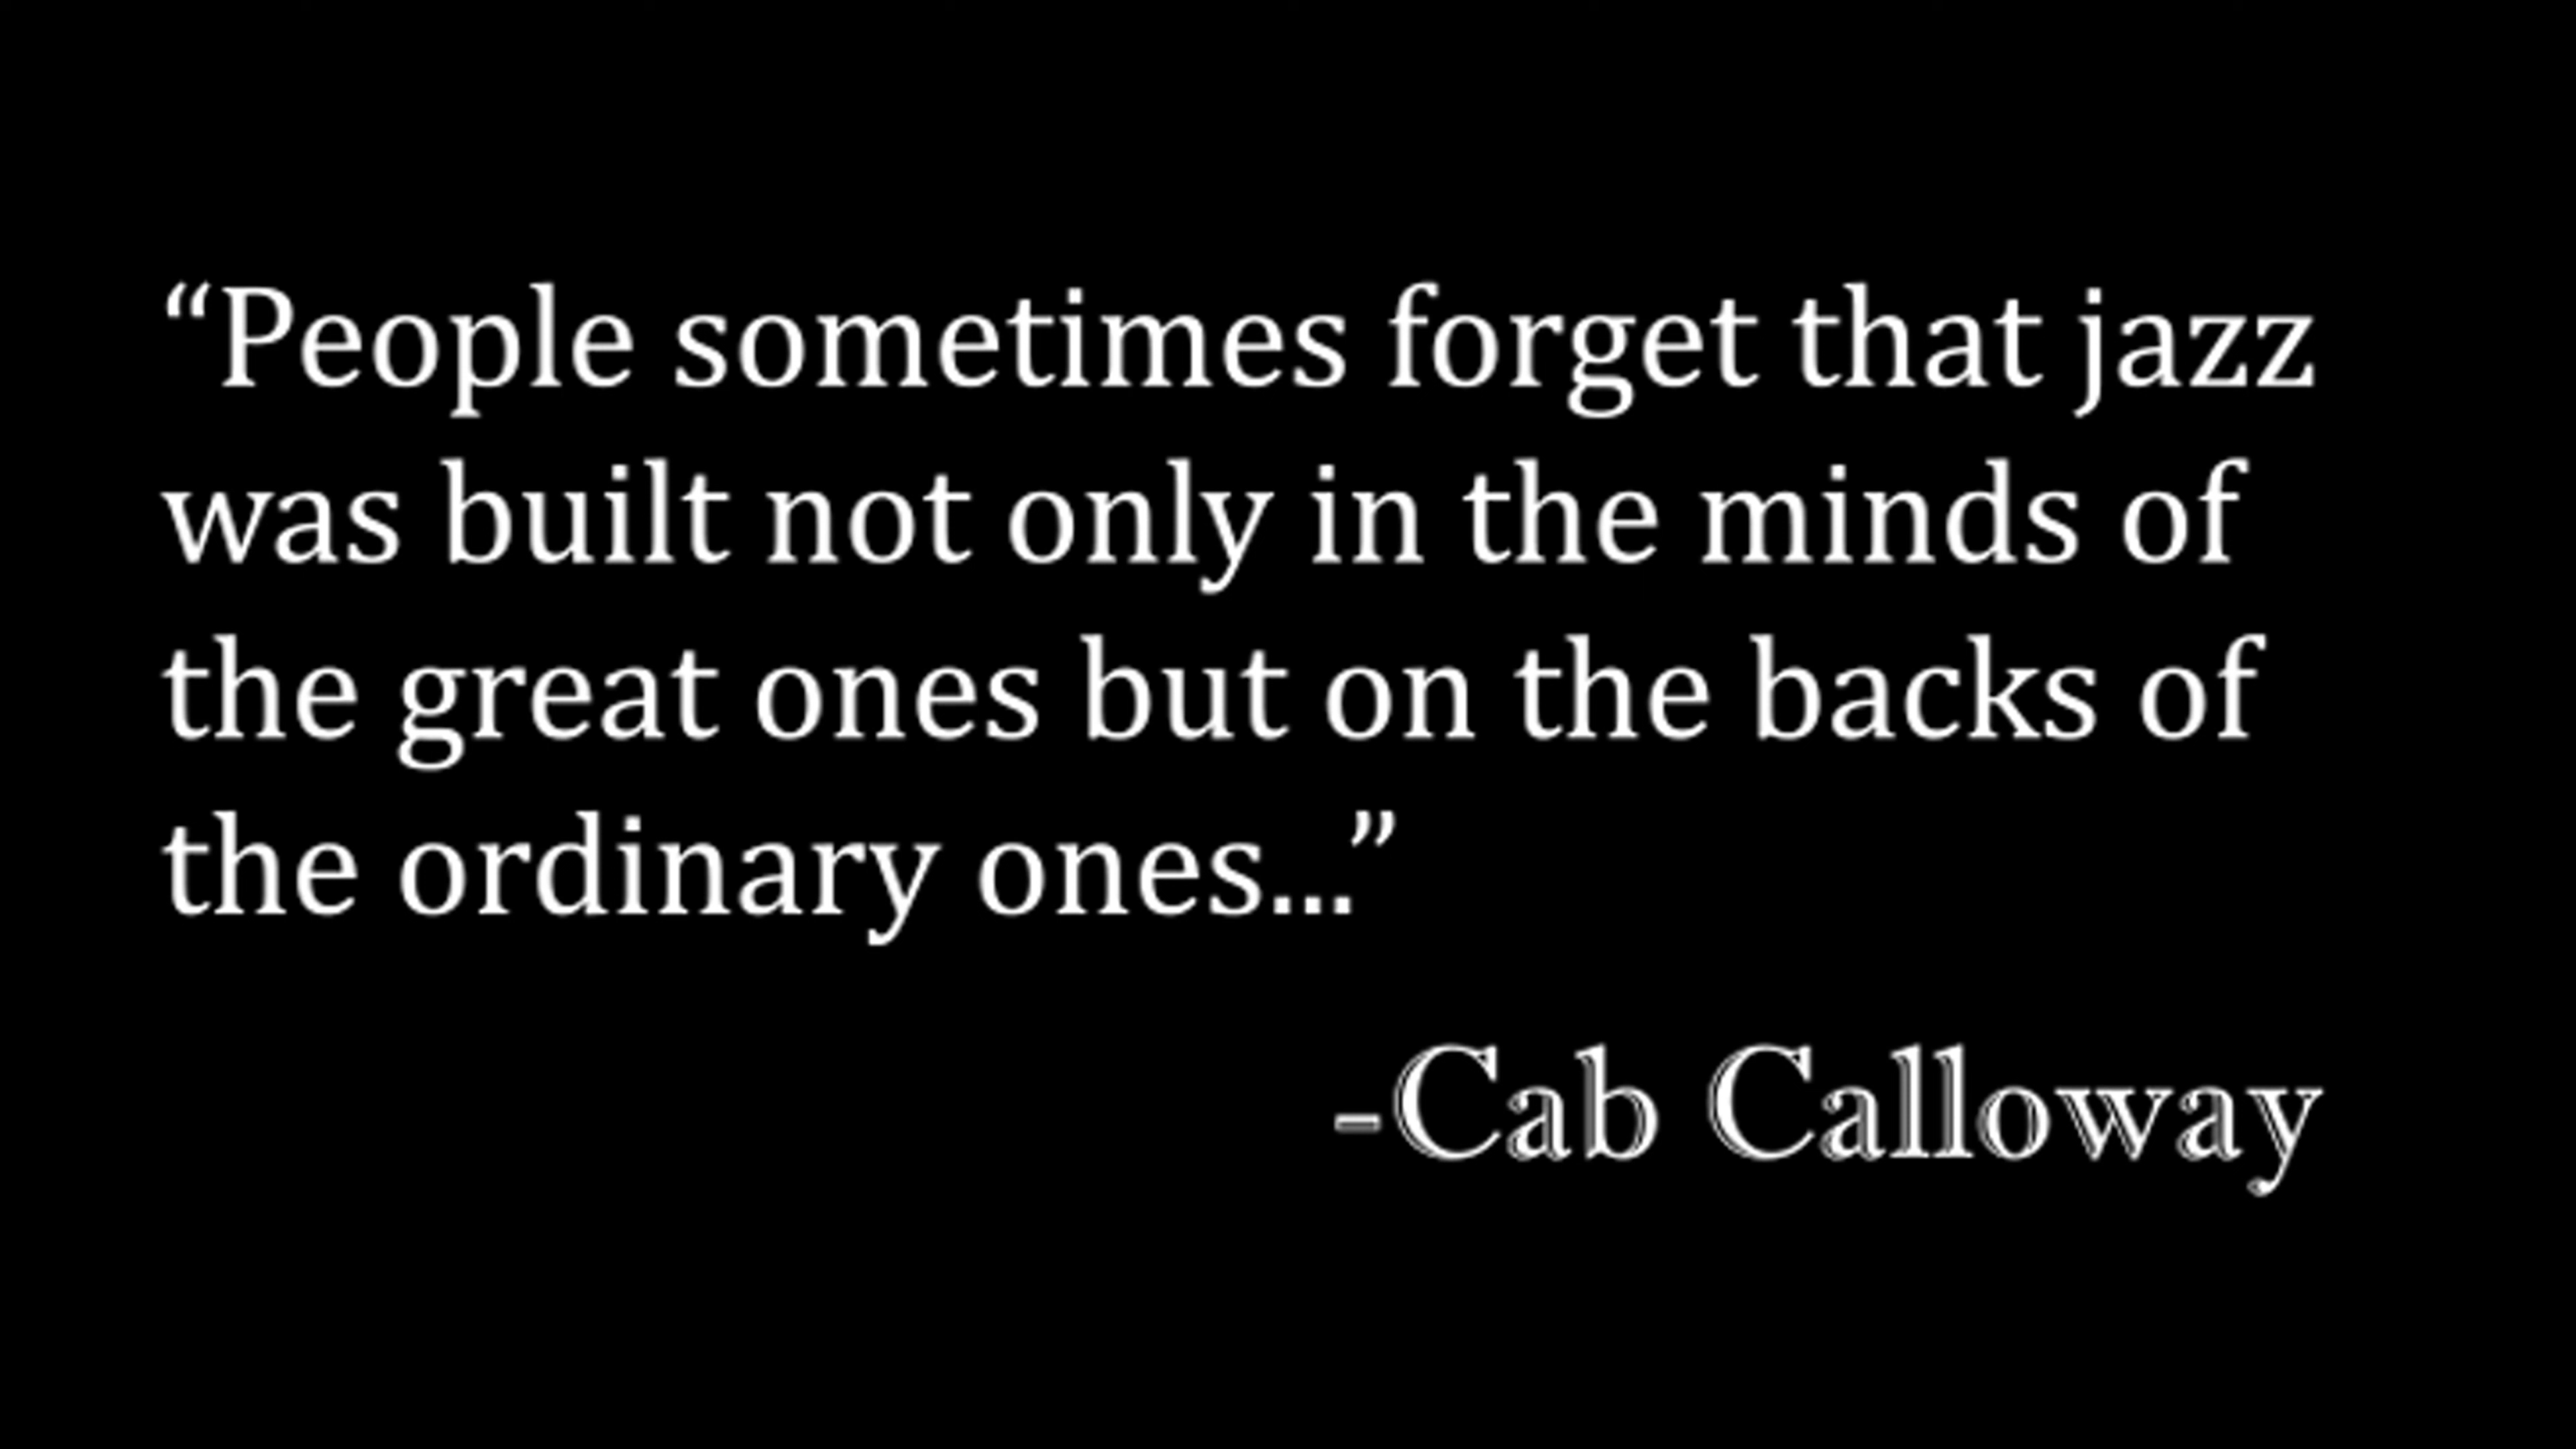 “People sometimes forget that jazz
was built not only in the minds of
the great ones but on the backs of
the ordinary ones...”
-Cab Calloway